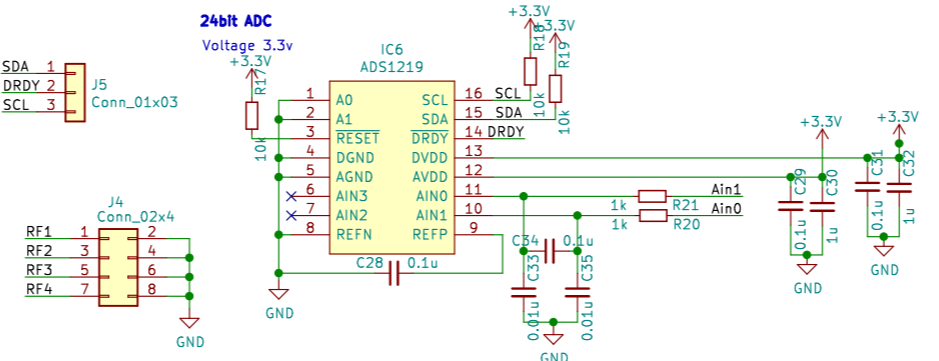 24bit ADC
Voltage 3.3v
+3.3V
R17
10k
IC6
ADS1219
1 A0
2 A1
3 RESET
4 DGND
5 AGND
6 AIN3
7 AIN2
8 REFN
SCL 16 SCL
SDA 15 SDA
DRDY 14 DRDY
DVDD 13
AVDD 12
AIN0 11
AIN1 10
REFP 9
+3.3V
R18
10k
+3.3V
R19
10k
SDA 1
DRDY 2
SCL 3
J5
Conn_01x03
J4
Conn_02x4
RF1 1 2
RF2 3 4
RF3 5 6
RF4 7 8
GND
C28 0.1u
GND
1k R21 Ain1
1k R20 Ain0
C34 0.1u
C33 0.01u
C35 0.01u
GND
+3.3V
C29 0.1u
C30 1u
GND
+3.3V
C31 0.1u
C32 1u
GND